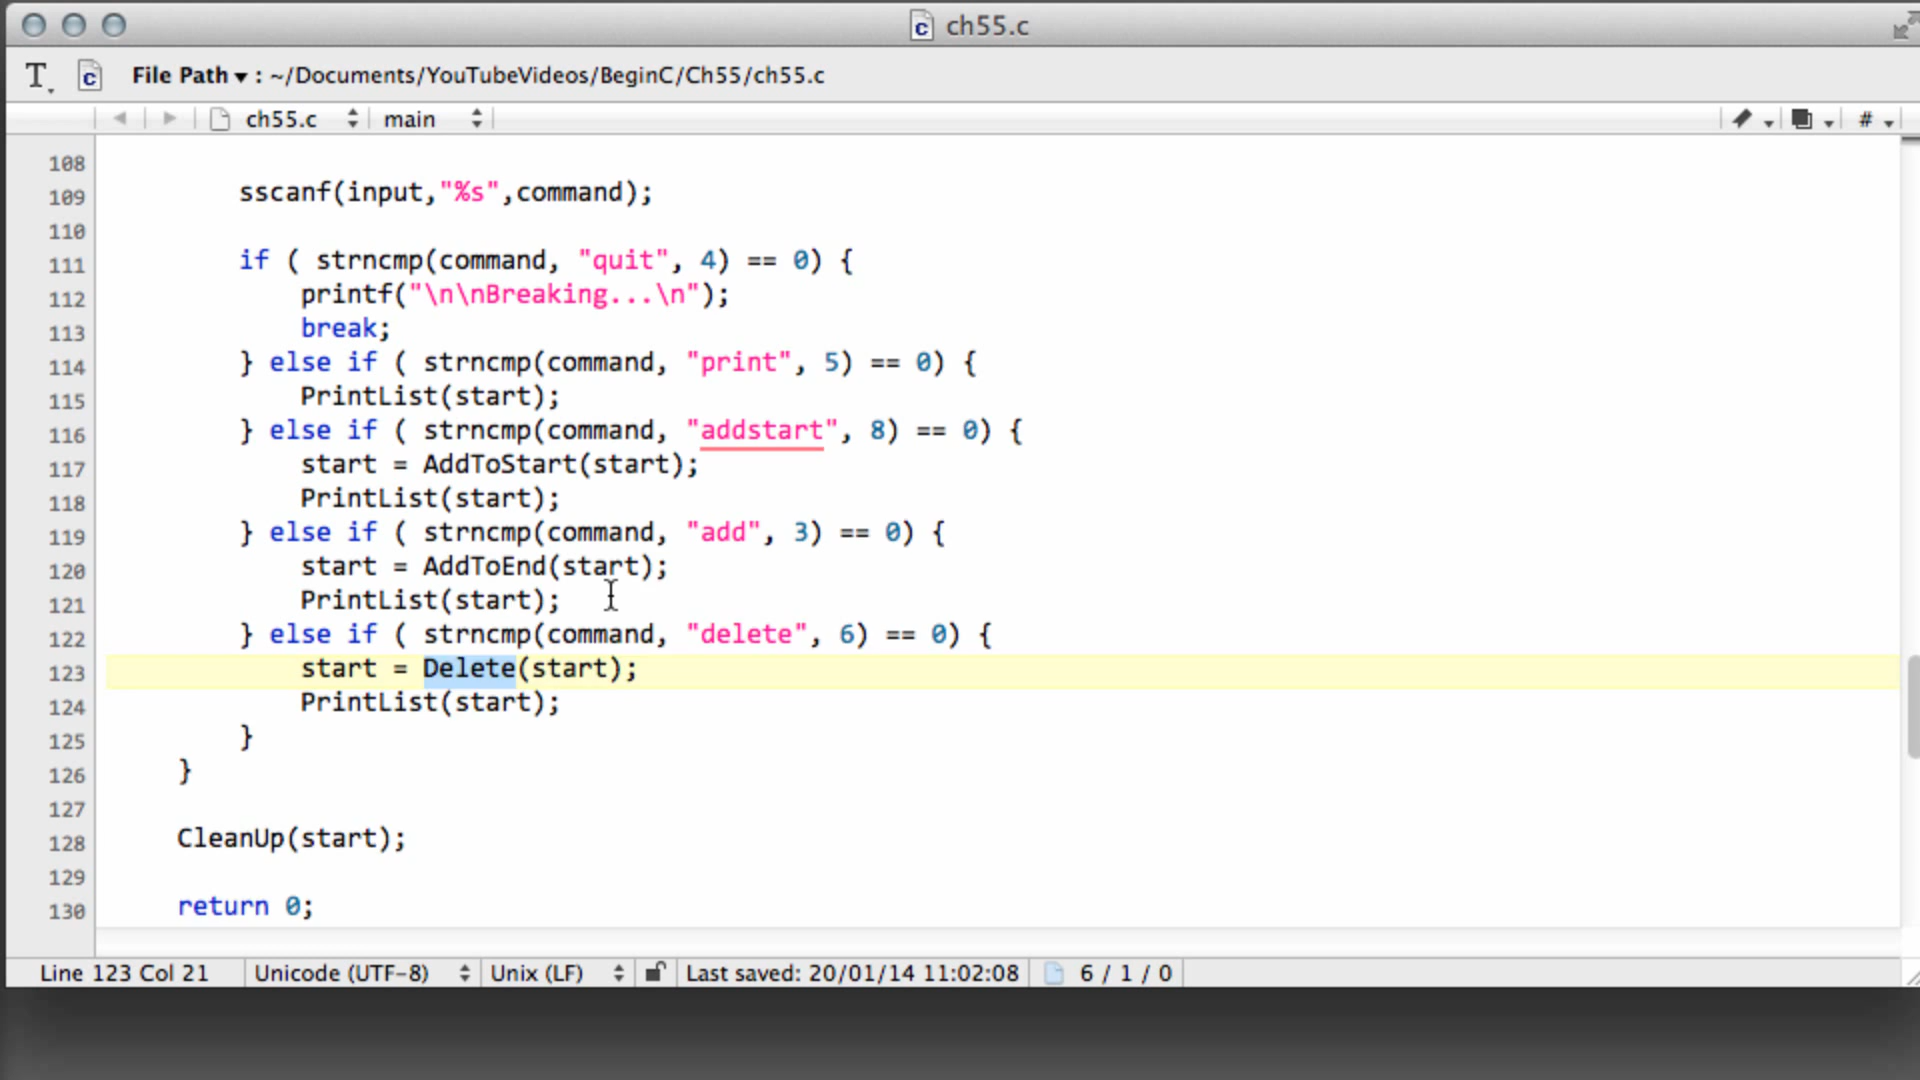 ch55.c
File Path ▾ : ~/Documents/YouTubeVideos/BeginC/Ch55/ch55.c
ch55.c main #
108
109 sscanf(input,"%s",command);
110
111 if ( strncmp(command, "quit", 4) == 0) {
112 printf("\n\nBreaking...\n");
113 break;
114 } else if ( strncmp(command, "print", 5) == 0) {
115 PrintList(start);
116 } else if ( strncmp(command, "addstart", 8) == 0) {
117 start = AddToStart(start);
118 PrintList(start);
119 } else if ( strncmp(command, "add", 3) == 0) {
120 start = AddToEnd(start);
121 PrintList(start);
122 } else if ( strncmp(command, "delete", 6) == 0) {
123 start = Delete(start);
124 PrintList(start);
125 }
126 }
127
128 CleanUp(start);
129
130 return 0;
Line 123 Col 21 Unicode (UTF-8) Unix (LF) Last saved: 20/01/14 11:02:08 6 / 1 / 0